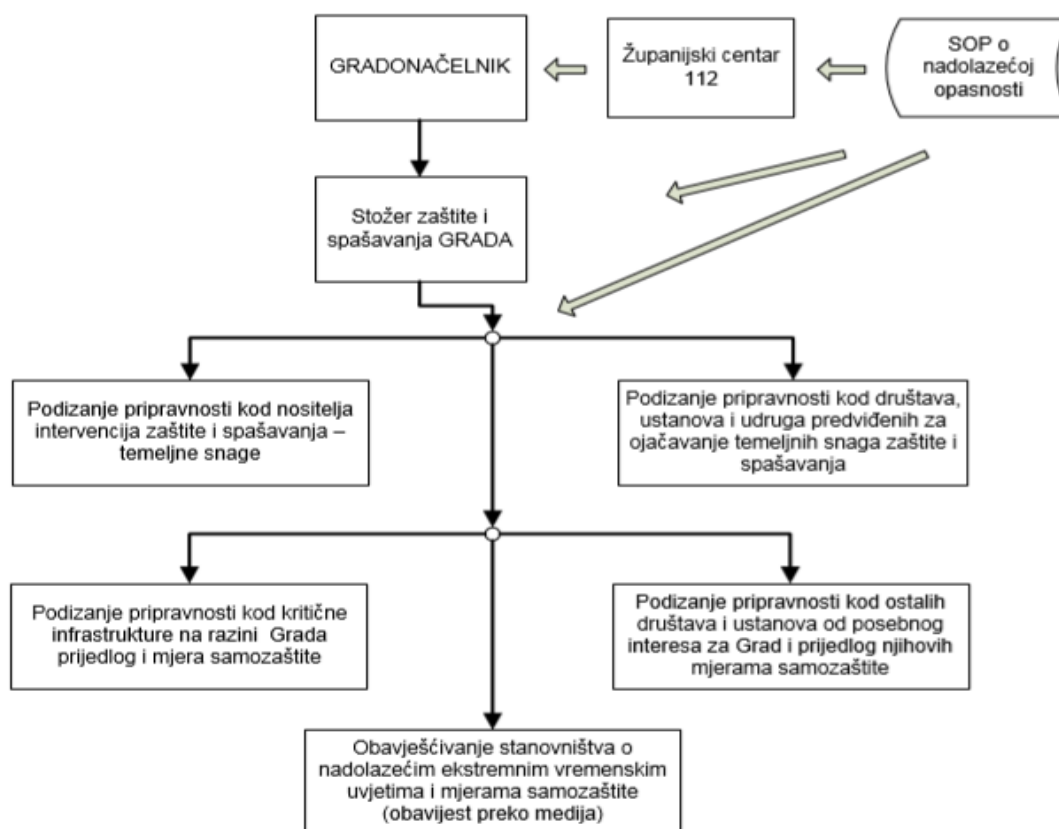 GRADONAČELNIK
Županijski centar
112
SOP o
nadolazećoj
opasnosti
Stožer zaštite i
spašavanja GRADA
Podizanje pripravnosti kod nositelja
intervencija zaštite i spašavanja –
temeljne snage
Podizanje pripravnosti kod društava,
ustanova i udruga predviđenih za
ojačavanje temeljnih snaga zaštite i
spašavanja
Podizanje pripravnosti kod kritične
infrastrukture na razini  Grada
prijedlog i mjera samozaštite
Podizanje pripravnosti kod ostalih
društava i ustanova od posebnog
interesa za Grad i prijedlog njihovih
mjerama samozaštite
Obavješćivanje stanovništva o
nadolazećim ekstremnim vremenskim
uvjetima i mjerama samozaštite
(obavijest preko medija)